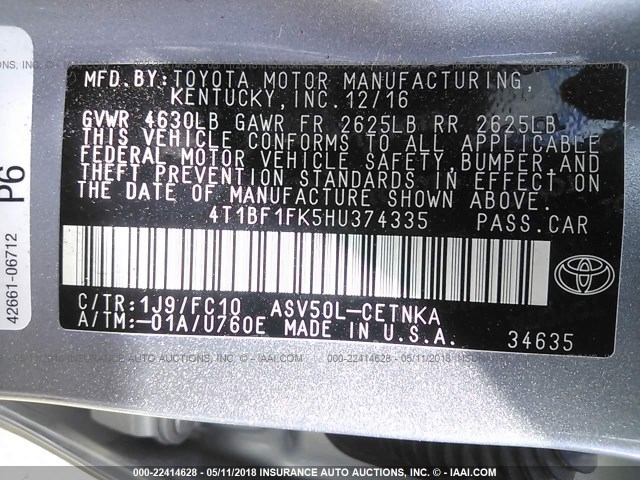 MFD.BY:TOYOTA MOTOR MANUFACTURING,
KENTUCKY,INC.12/16
GVWR 4630LB GAWR FR 2625LB RR 2625LB
THIS VEHICLE CONFORMS TO ALL APPLICABLE
FEDERAL MOTOR VEHICLE SAFETY,BUMPER,AND
THEFT PREVENTION STANDARDS IN EFFECT ON
THE DATE OF MANUFACTURE SHOWN ABOVE.
4T1BF1FK5HU374335 PASS.CAR
C/TR:1J9/FC10 ASV50L-CETNKA
A/TM:-01A/U760E MADE IN U.S.A.
34635
TOYOTA
42661-06712 P6
000-22414628 - 05/11/2018 INSURANCE AUTO AUCTIONS, INC. - © - IAAI.COM